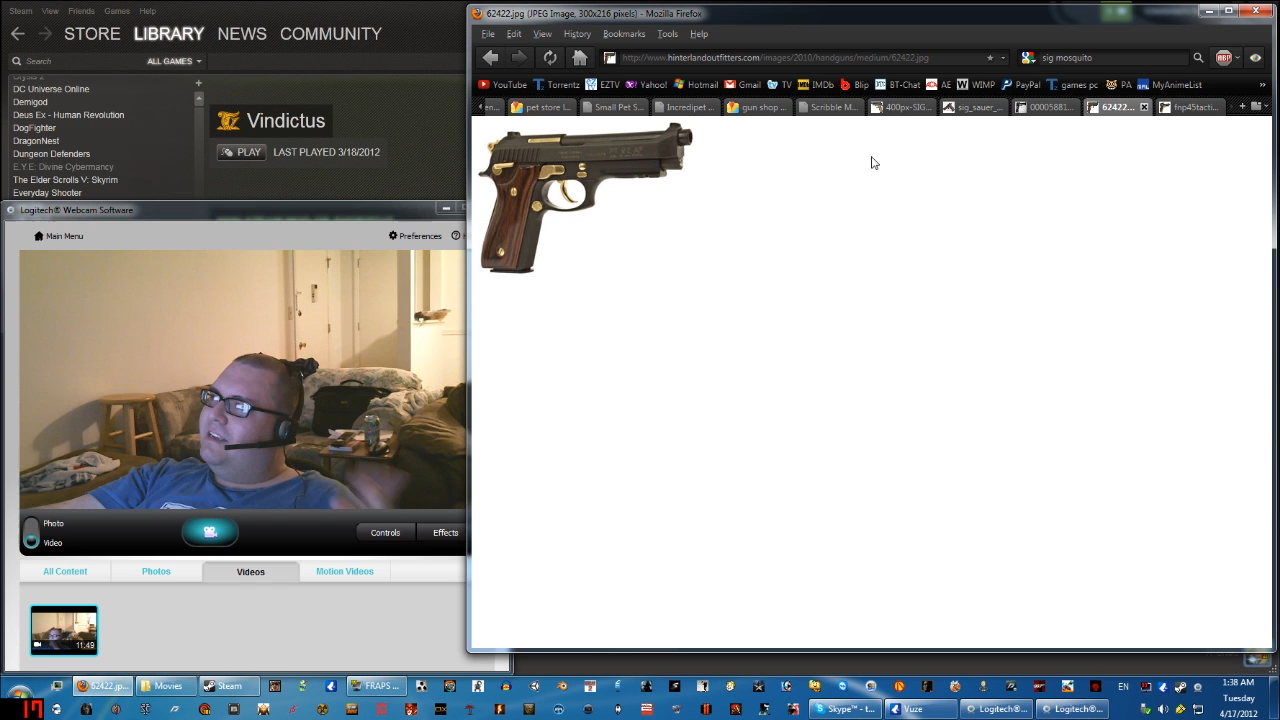 Steam View Friends Games Help
STORE LIBRARY NEWS COMMUNITY
Search ALL GAMES
DC Universe Online
Demigod
Deus Ex - Human Revolution
DogFighter
DragonNest
Dungeon Defenders
E.Y.E: Divine Cybermancy
The Elder Scrolls V: Skyrim
Everyday Shooter
Vindictus
PLAY LAST PLAYED 3/18/2012
Logitech® Webcam Software
Main Menu
Preferences
Photo
Video
Controls
Effects
All Content Photos Videos Motion Videos
11:49
62422.jpg (JPEG Image, 300x216 pixels) - Mozilla Firefox
File Edit View History Bookmarks Tools Help
http://www.hinterlandoutfitters.com/images/2010/handguns/medium/62422.jpg
sig mosquito
ABP
YouTube Torrentz EZTV Yahoo! Hotmail Gmail TV IMDb Blip BT-Chat AE WIMP PayPal games pc PA MyAnimeList
en... pet store l... Small Pet S... Incredipet ... gun shop ... Scribble M... 400px-SIG... sig_sauer_... 00005881... 62422... fnp45tacti...
62422.jp... Movies Steam FRAPS ...
EN
1:38 AM
Tuesday
4/17/2012
17
Skype™ - t... Vuze Logitech®... Logitech®...